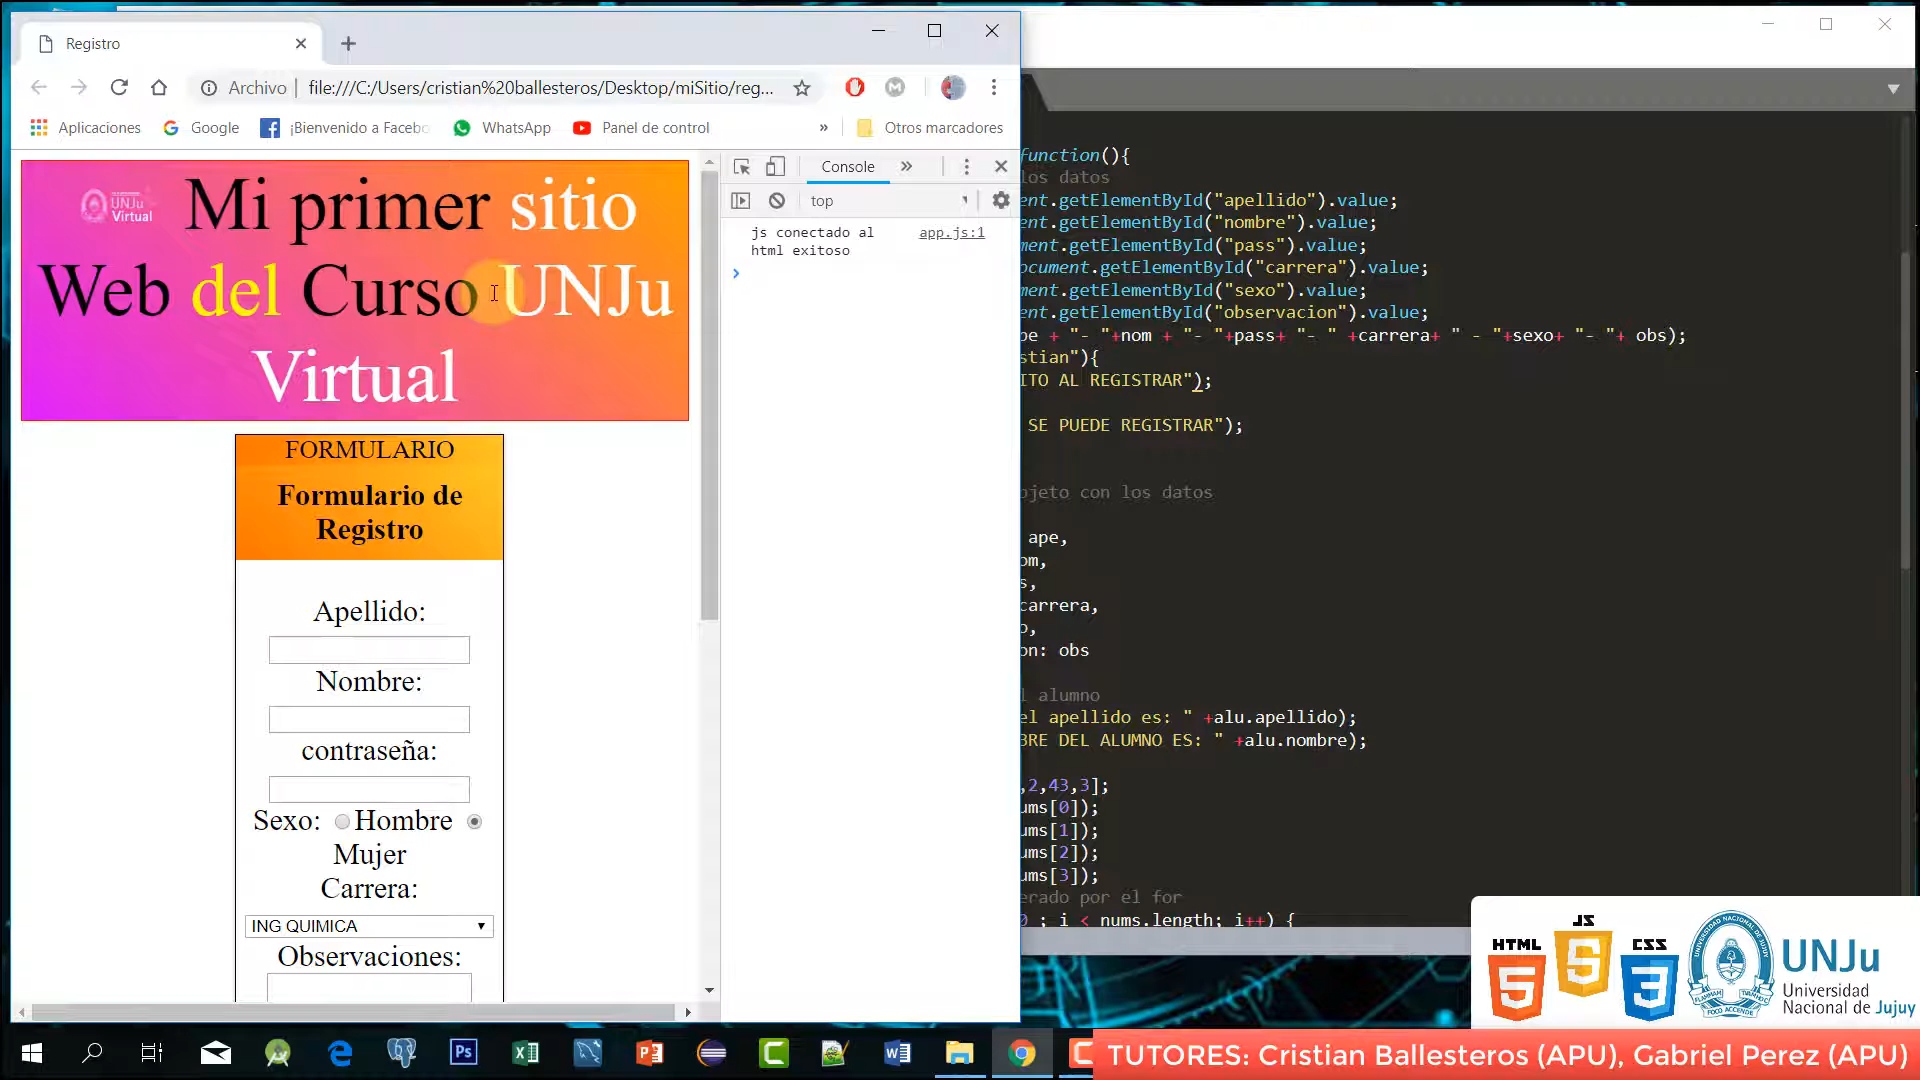 Registro
Archivo
file:///C:/Users/cristian%20ballesteros/Desktop/miSitio/reg...
Aplicaciones
Google
¡Bienvenido a Facebo
WhatsApp
Panel de control
»
Otros marcadores
UNJu
Virtual
Mi primer sitio
Web del Curso UNJu
Virtual
FORMULARIO
Formulario de
Registro
Apellido:
Nombre:
contraseña:
Sexo: Hombre
Mujer
Carrera:
ING QUIMICA
Observaciones:
Console
»
top
js conectado al
html exitoso
app.js:1
function(){
los datos
ent.getElementById("apellido").value;
ent.getElementById("nombre").value;
ument.getElementById("pass").value;
document.getElementById("carrera").value;
ment.getElementById("sexo").value;
ent.getElementById("observacion").value;
pe + "- "+nom + "- "+pass+ "- " +carrera+ " - "+sexo+ "- "+ obs);
stian"){
ITO AL REGISTRAR");
SE PUEDE REGISTRAR");
bjeto con los datos
ape,
om,
s,
carrera,
o,
on: obs
l alumno
el apellido es: " +alu.apellido);
BRE DEL ALUMNO ES: " +alu.nombre);
,2,43,3];
ums[0]);
ums[1]);
ums[2]);
ums[3]);
erado por el for
0 ; i < nums.length; i++) {
HTML
5
JS
5
CSS
3
UNJu
Universidad
Nacional de Jujuy
TUTORES: Cristian Ballesteros (APU), Gabriel Perez (APU)